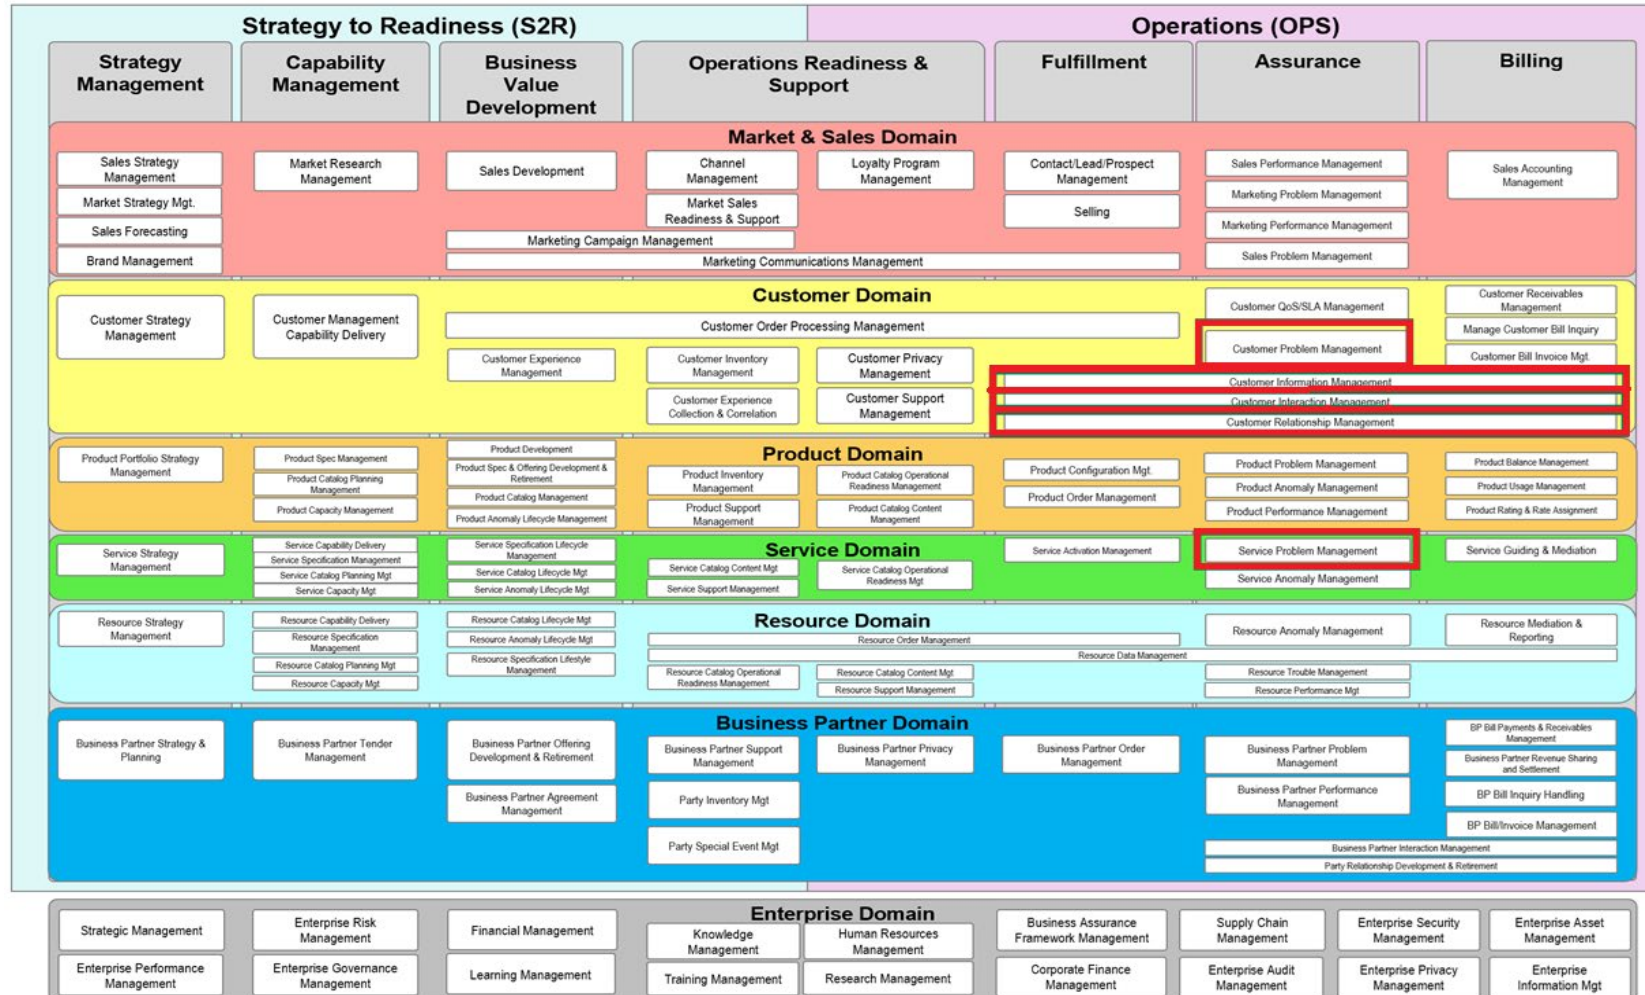 Strategy to Readiness (S2R)
Operations (OPS)
Strategy
Management
Capability
Management
Business
Value
Development
Operations Readiness &
Support
Fulfillment
Assurance
Billing
Market & Sales Domain
Sales Strategy
Management
Market Strategy Mgt.
Sales Forecasting
Brand Management
Market Research
Management
Sales Development
Channel
Management
Market Sales
Readiness & Support
Loyalty Program
Management
Marketing Campaign Management
Marketing Communications Management
Contact/Lead/Prospect
Management
Selling
Sales Performance Management
Marketing Problem Management
Marketing Performance Management
Sales Problem Management
Sales Accounting
Management
Customer Domain
Customer Strategy
Management
Customer Management
Capability Delivery
Customer Order Processing Management
Customer Experience
Management
Customer Inventory
Management
Customer Experience
Collection & Correlation
Customer Privacy
Management
Customer Support
Management
Customer QoS/SLA Management
Customer Problem Management
Customer Receivables
Management
Manage Customer Bill Inquiry
Customer Bill Invoice Mgt.
Customer Information Management
Customer Interaction Management
Customer Relationship Management
Product Domain
Product Portfolio Strategy
Management
Product Spec Management
Product Catalog Planning
Management
Product Capacity Management
Product Development
Product Spec & Offering Development &
Retirement
Product Catalog Management
Product Anomaly Lifecycle Management
Product Inventory
Management
Product Support
Management
Product Catalog Operational
Readiness Management
Product Catalog Content
Management
Product Configuration Mgt.
Product Order Management
Product Problem Management
Product Anomaly Management
Product Performance Management
Product Balance Management
Product Usage Management
Product Rating & Rate Assignment
Service Domain
Service Strategy
Management
Service Capability Delivery
Service Specification Management
Service Catalog Planning Mgt
Service Capacity Mgt
Service Specification Lifecycle
Management
Service Catalog Lifecycle Mgt
Service Anomaly Lifecycle Mgt
Service Catalog Content Mgt
Service Support Management
Service Catalog Operational
Readiness Mgt
Service Activation Management
Service Problem Management
Service Anomaly Management
Service Guiding & Mediation
Resource Domain
Resource Strategy
Management
Resource Capability Delivery
Resource Specification
Management
Resource Catalog Planning Mgt
Resource Capacity Mgt
Resource Catalog Lifecycle Mgt
Resource Anomaly Lifecycle Mgt
Resource Specification Lifestyle
Management
Resource Order Management
Resource Data Management
Resource Catalog Operational
Readiness Management
Resource Catalog Content Mgt
Resource Support Management
Resource Anomaly Management
Resource Trouble Management
Resource Performance Mgt
Resource Mediation &
Reporting
Business Partner Domain
Business Partner Strategy &
Planning
Business Partner Tender
Management
Business Partner Offering
Development & Retirement
Business Partner Agreement
Management
Business Partner Support
Management
Party Inventory Mgt
Party Special Event Mgt
Business Partner Privacy
Management
Business Partner Order
Management
Business Partner Problem
Management
Business Partner Performance
Management
BP Bill Payments & Receivables
Management
Business Partner Revenue Sharing
and Settlement
BP Bill Inquiry Handling
BP Bill/Invoice Management
Business Partner Interaction Management
Party Relationship Development & Retirement
Enterprise Domain
Strategic Management
Enterprise Risk
Management
Financial Management
Knowledge
Management
Human Resources
Management
Business Assurance
Framework Management
Supply Chain
Management
Enterprise Security
Management
Enterprise Asset
Management
Enterprise Performance
Management
Enterprise Governance
Management
Learning Management
Training Management
Research Management
Corporate Finance
Management
Enterprise Audit
Management
Enterprise Privacy
Management
Enterprise
Information Mgt